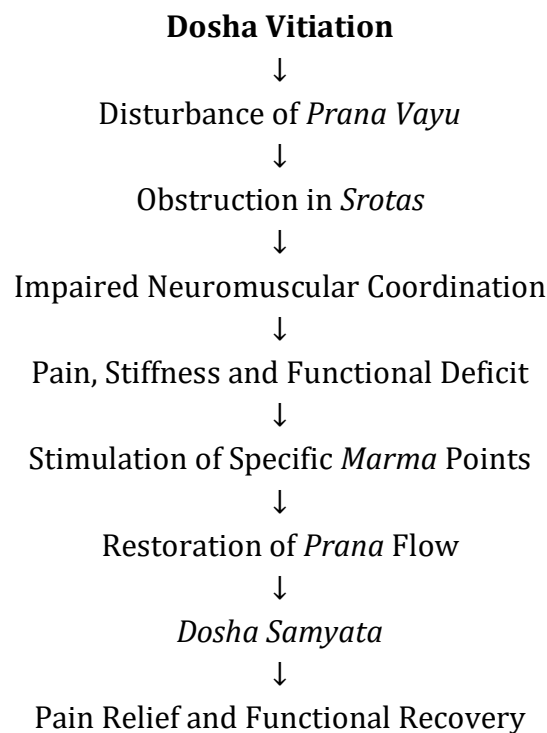 Dosha Vitiation
↓
Disturbance of Prana Vayu
↓
Obstruction in Srotas
↓
Impaired Neuromuscular Coordination
↓
Pain, Stiffness and Functional Deficit
↓
Stimulation of Specific Marma Points
↓
Restoration of Prana Flow
↓
Dosha Samyata
↓
Pain Relief and Functional Recovery